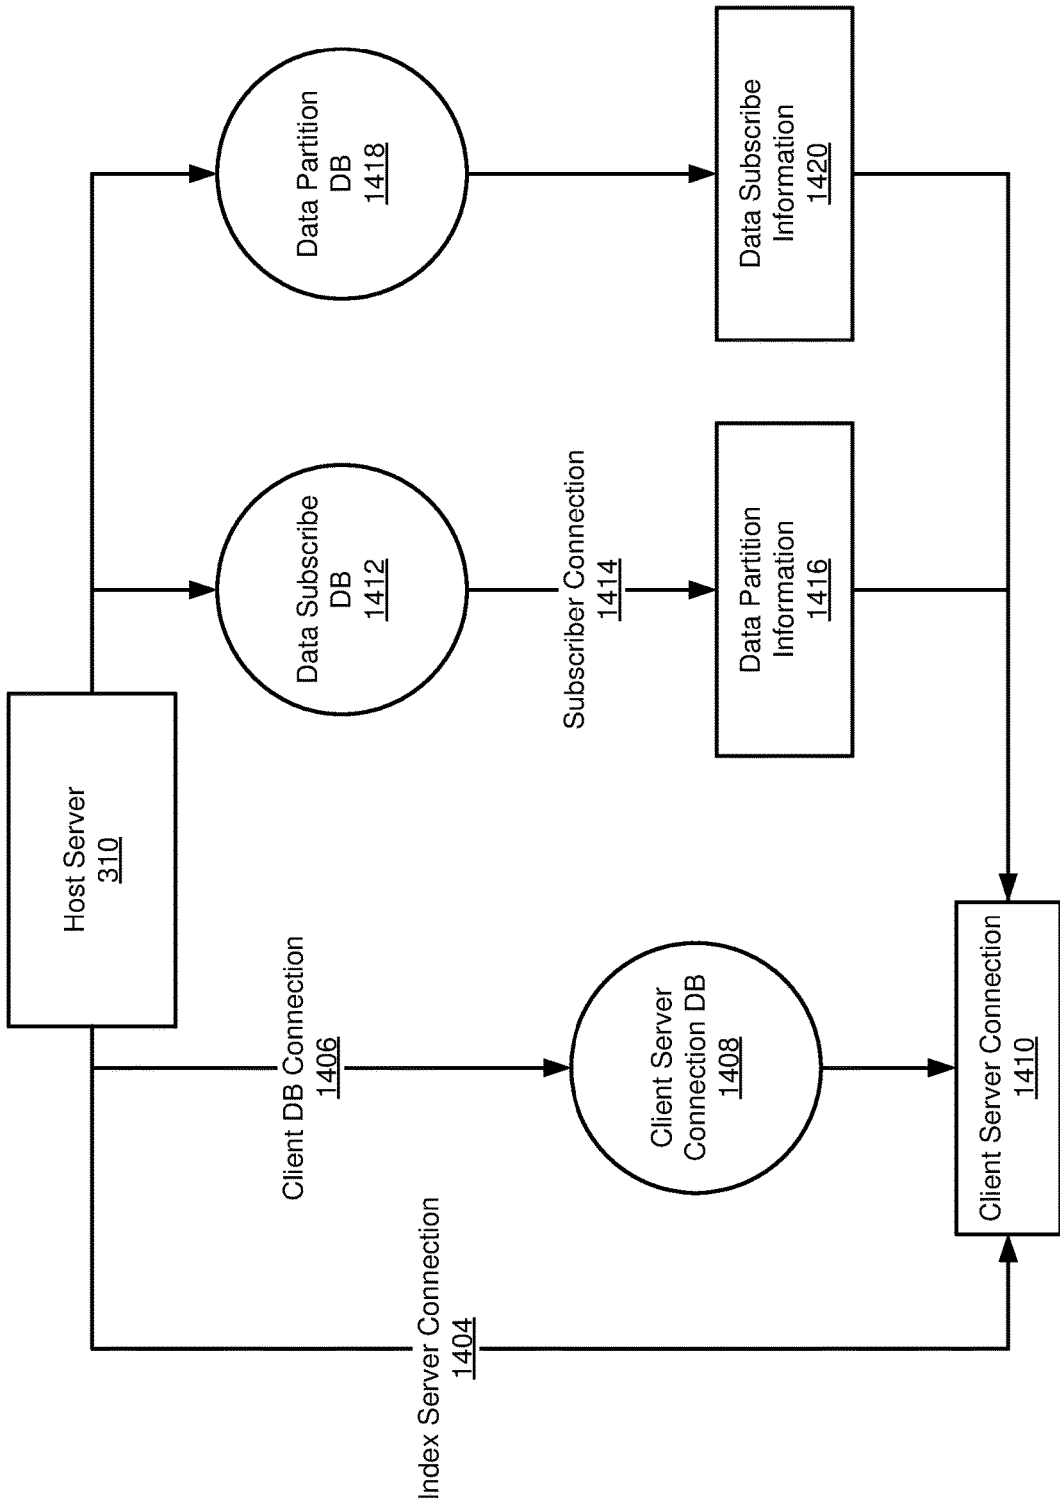 Host Server
310
Index Server Connection
1404
Client DB Connection
1406
Client Server
Connection DB
1408
Client Server Connection
1410
Data Subscribe
DB
1412
Subscriber Connection
1414
Data Partition
Information
1416
Data Partition
DB
1418
Data Subscribe
Information
1420